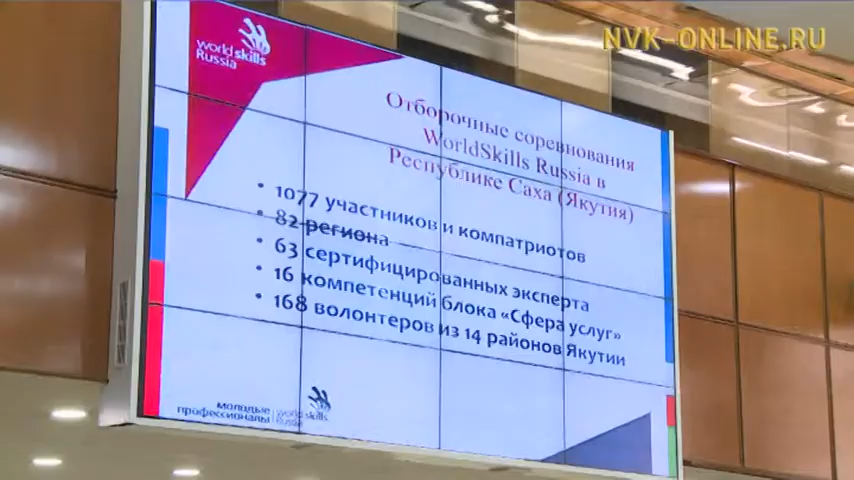 NVK-ONLINE.RU
world skills
Russia
Отборочные соревнования
WorldSkills Russia в
Республике Саха (Якутия)
• 1077 участников и компатриотов
• 82 региона
• 63 сертифицированных эксперта
• 16 компетенций блока «Сфера услуг»
• 168 волонтеров из 14 районов Якутии
молодые
профессионалы
world skills
Russia